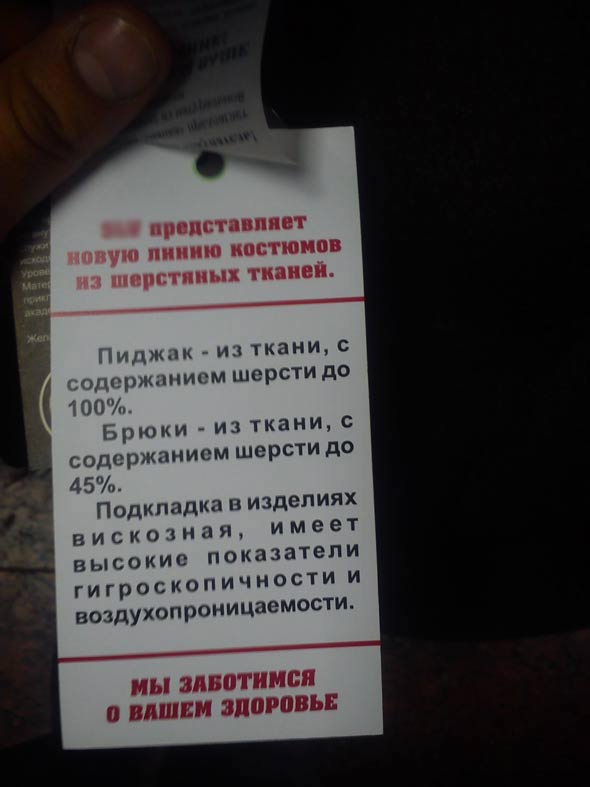 представляет
новую линию костюмов
из шерстяных тканей.
Пиджак - из ткани, с
содержанием шерсти до
100%.
Брюки - из ткани, с
содержанием шерсти до
45%.
Подкладка в изделиях
вискозная, имеет
высокие показатели
гигроскопичности и
воздухопроницаемости.
МЫ ЗАБОТИМСЯ
О ВАШЕМ ЗДОРОВЬЕ